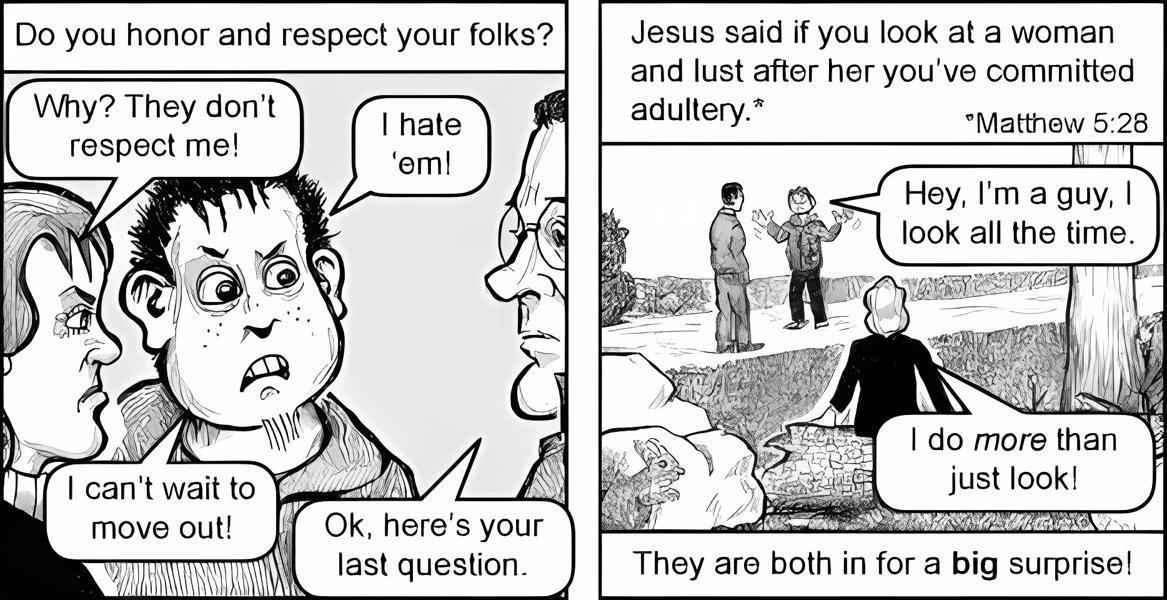 Do you honor and respect your folks?
Why? They don't
respect me!
I hate
'em!
I can't wait to
move out!
Ok, here's your
last question.
Jesus said if you look at a woman
and lust after her you've committed
adultery.*
*Matthew 5:28
Hey, I'm a guy, I
look all the time.
I do more than
just look!
They are both in for a big surprise!